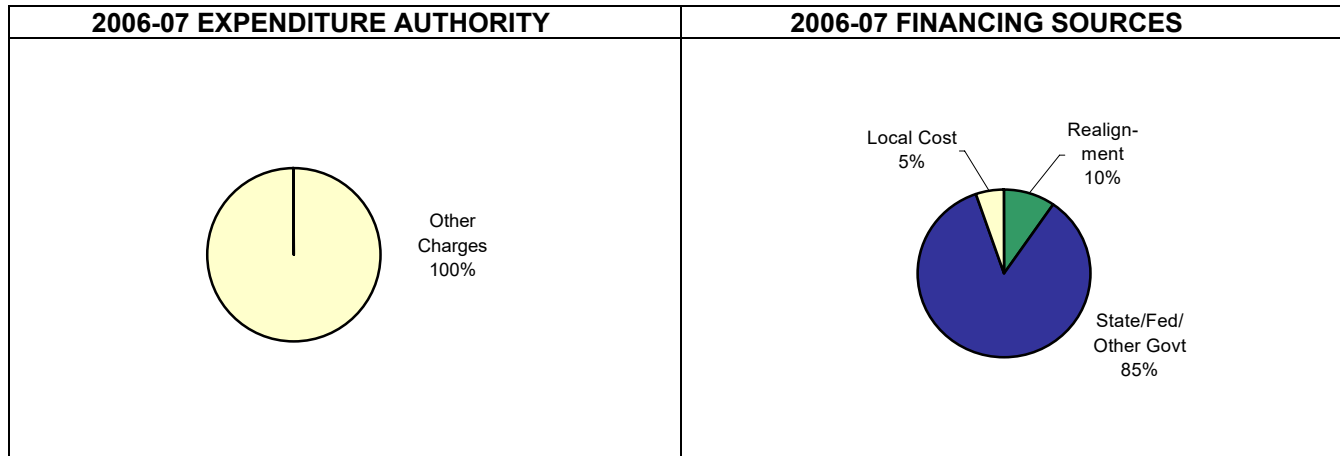 2006-07 EXPENDITURE AUTHORITY
2006-07 FINANCING SOURCES
Other
Charges
100%
Local Cost
5%
Realign-
ment
10%
State/Fed/
Other Govt
85%